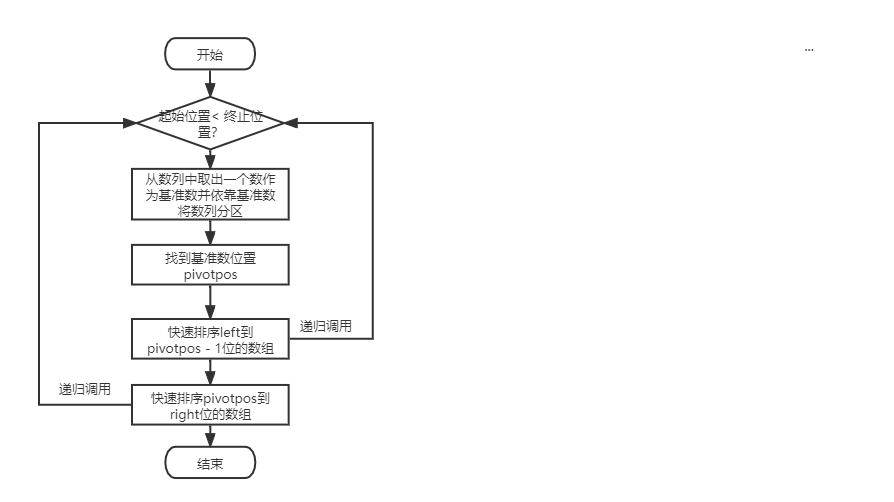 开始
...
起始位置< 终止位
置?
从数列中取出一个数作
为基准数并依靠基准数
将数列分区
找到基准数位置
pivotpos
快速排序left到
pivotpos - 1位的数组
递归调用
递归调用
快速排序pivotpos到
right位的数组
结束